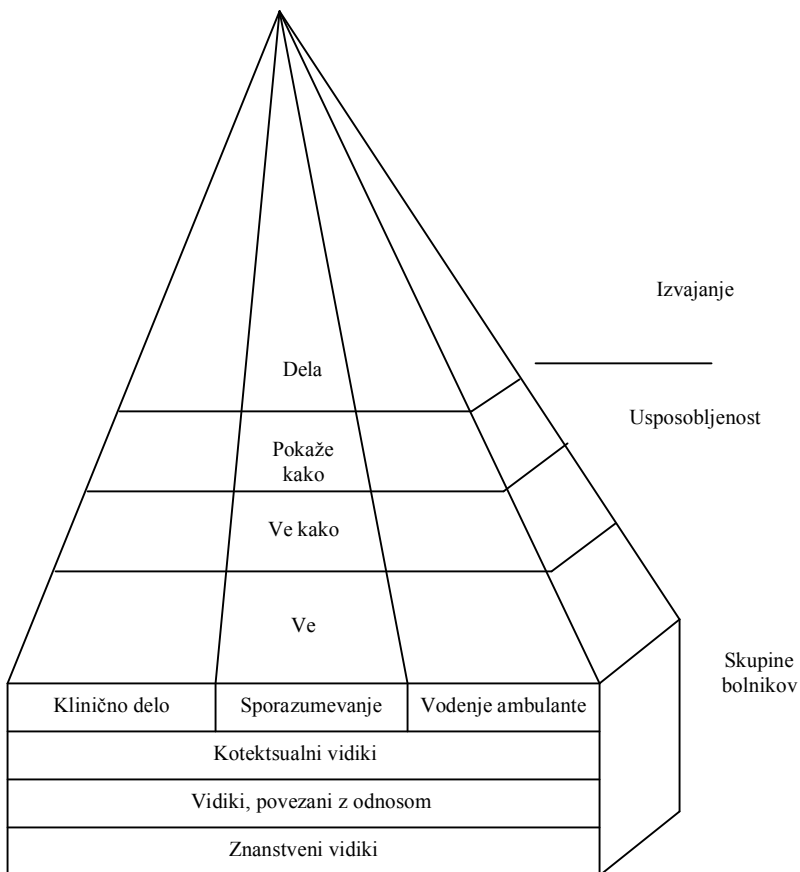 Izvajanje
Dela
Usposobljenost
Pokaže
kako
Ve kako
Ve
Skupine
bolnikov
Klinično delo
Sporazumevanje
Vodenje ambulante
Kotektsualni vidiki
Vidiki, povezani z odnosom
Znanstveni vidiki